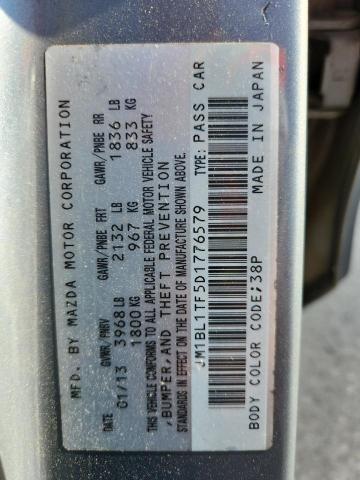 MFD. BY MAZDA MOTOR CORPORATION
DATE GVWR/PNBV GAWR/PNBE FRT GAWR/PNBE RR
01/13 3968 LB 2132 LB 1836 LB
1800 KG 967 KG 833 KG
THIS VEHICLE CONFORMS TO ALL APPLICABLE FEDERAL MOTOR VEHICLE SAFETY
,BUMPER, AND THEFT PREVENTION
STANDARDS IN EFFECT ON THE DATE OF MANUFACTURE SHOWN ABOVE.
JM1BL1TF5D1776579 TYPE: PASS CAR
BODY COLOR CODE;38P MADE IN JAPAN